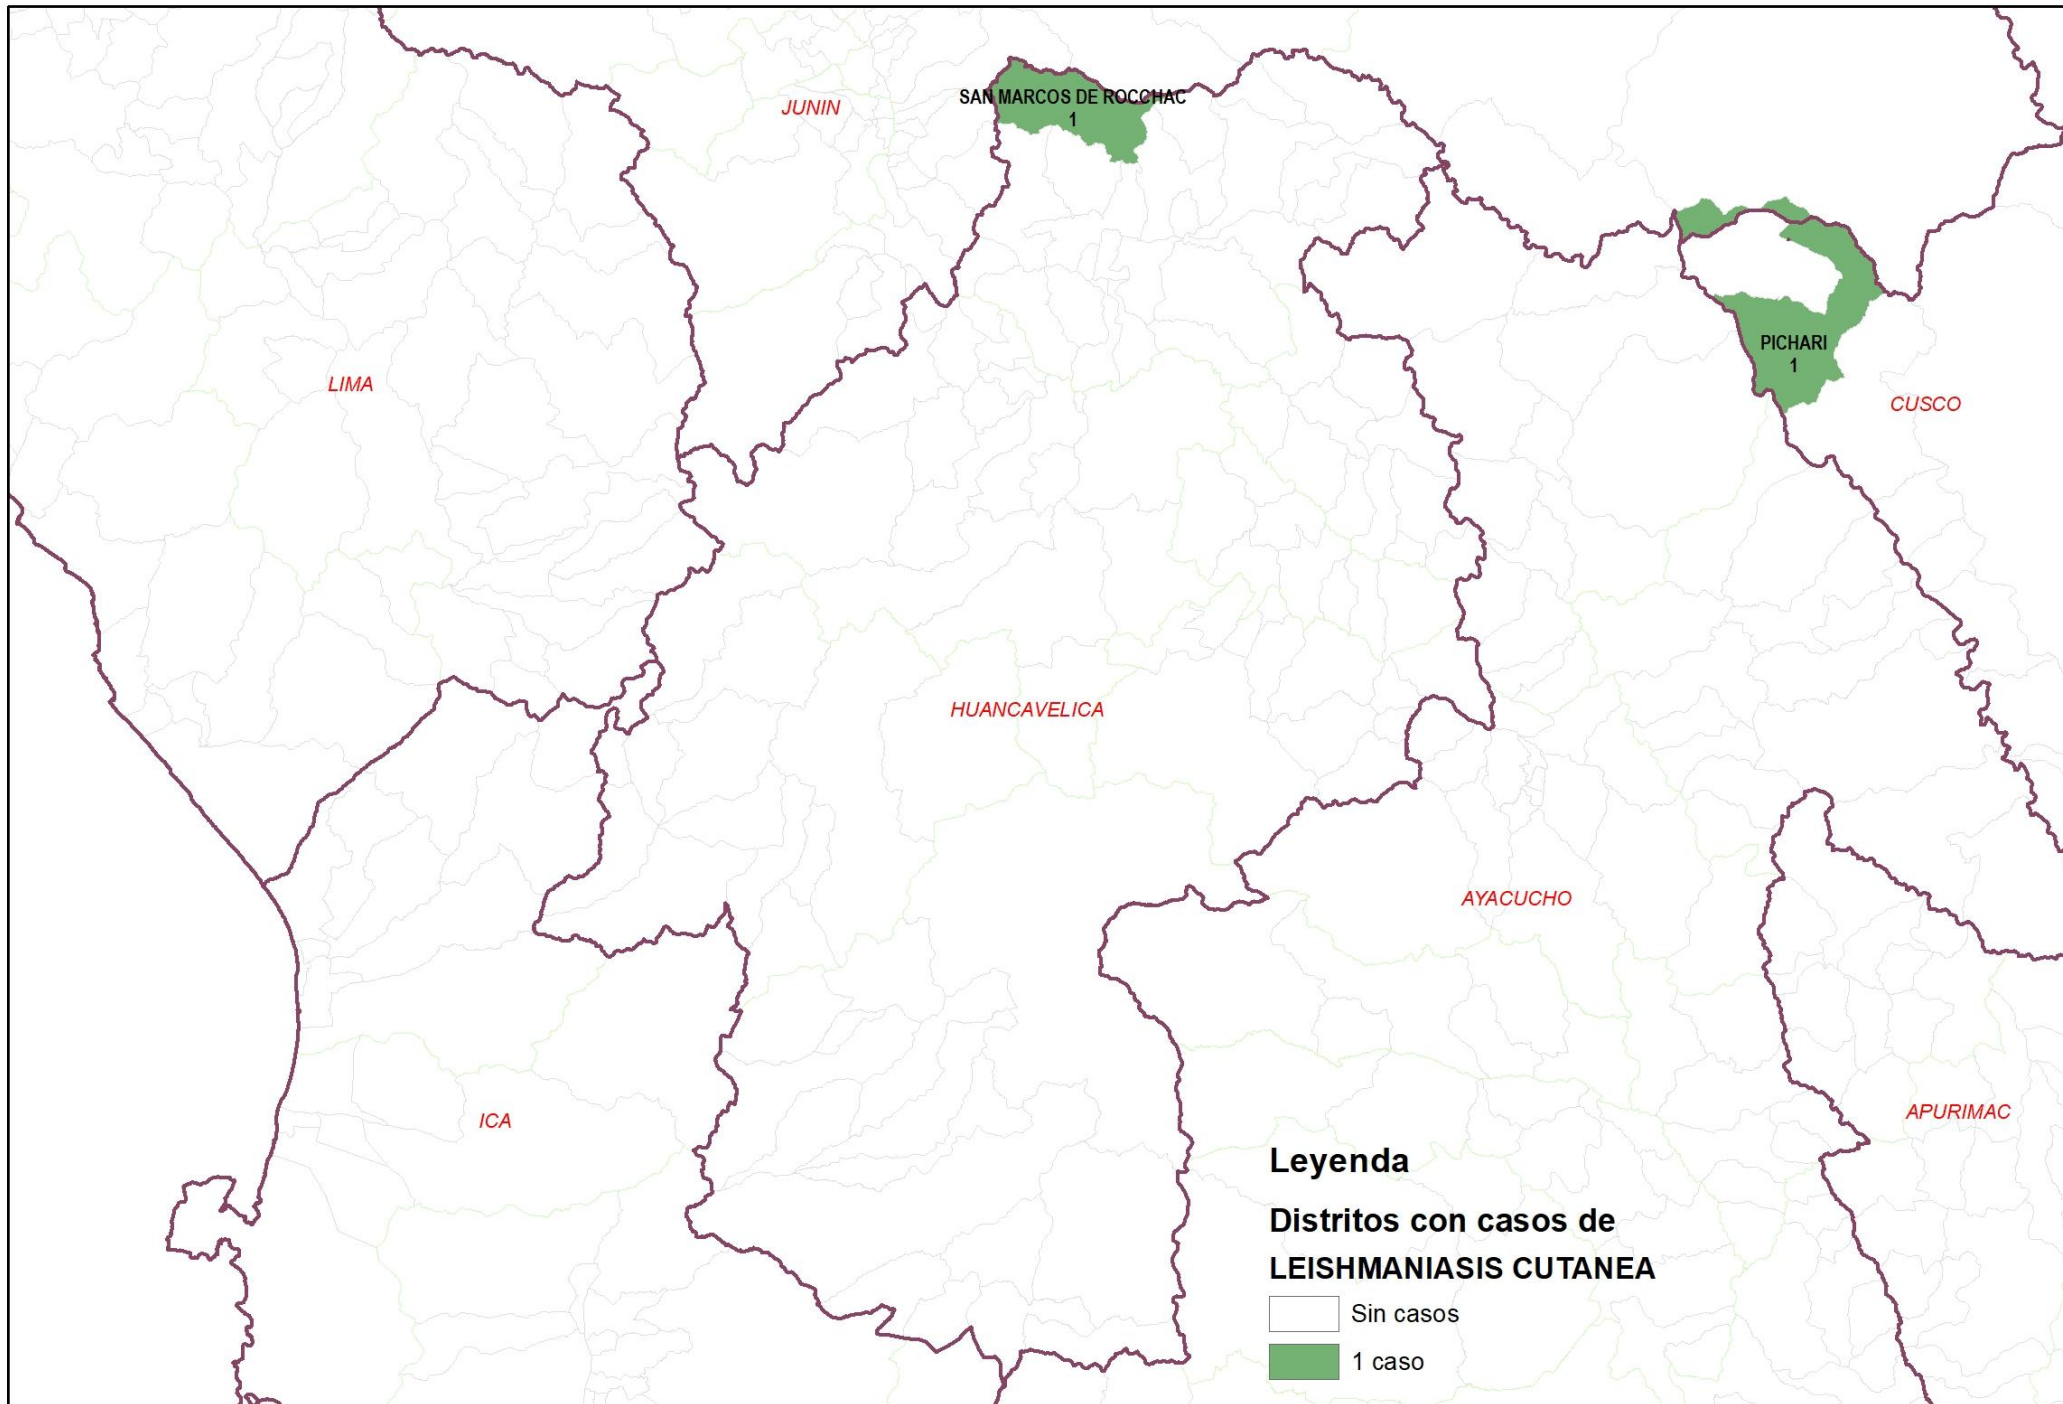 SAN MARCOS DE ROCCHAC
1
JUNIN
PICHARI
1
LIMA
CUSCO
HUANCAVELICA
AYACUCHO
ICA
APURIMAC
Leyenda
Distritos con casos de
LEISHMANIASIS CUTANEA
Sin casos
1 caso